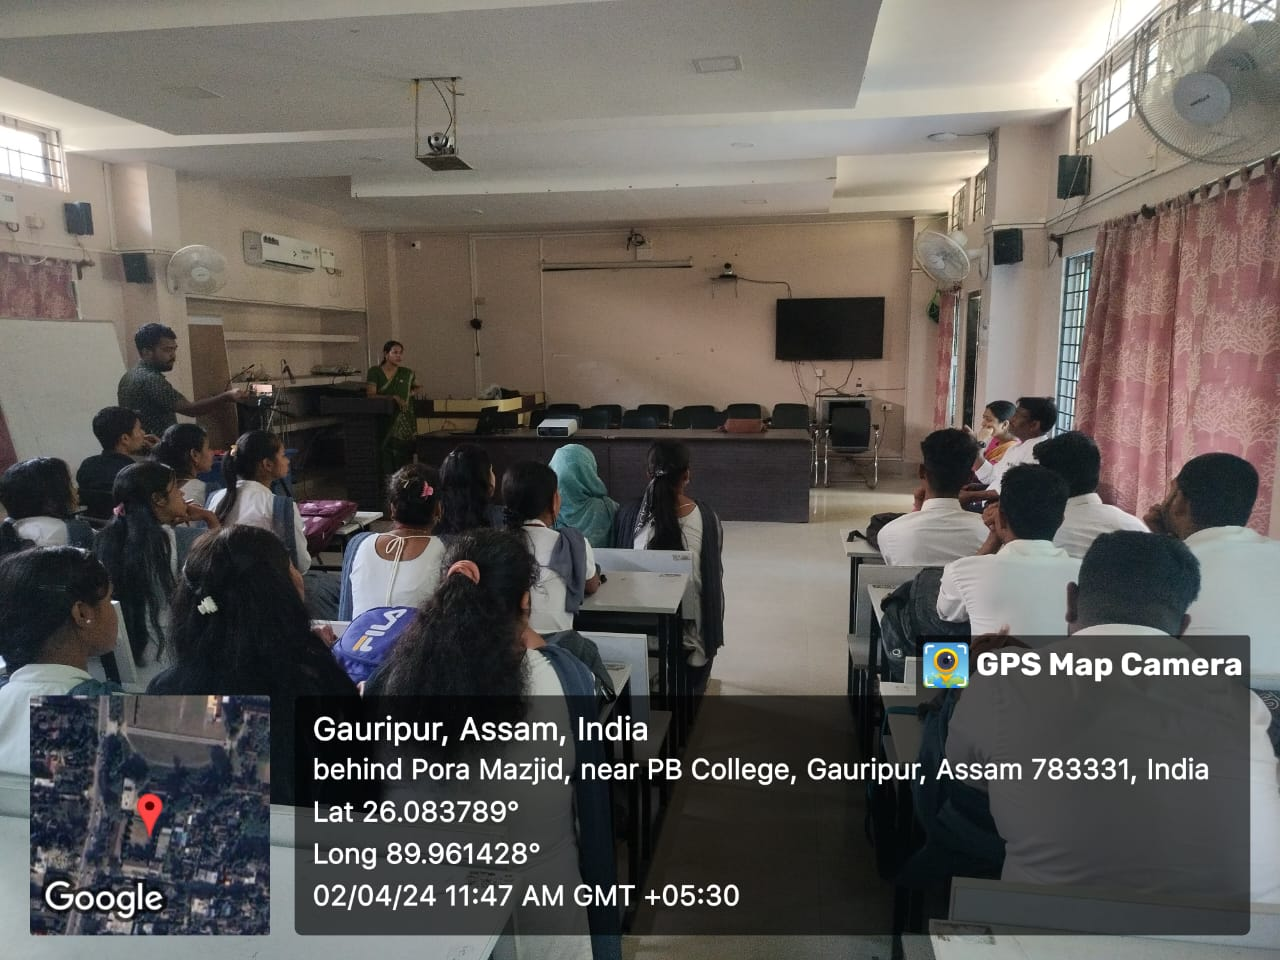 FILA
GPS Map Camera
Gauripur, Assam, India
behind Pora Mazjid, near PB College, Gauripur, Assam 783331, India
Lat 26.083789°
Long 89.961428°
02/04/24 11:47 AM GMT +05:30
Google